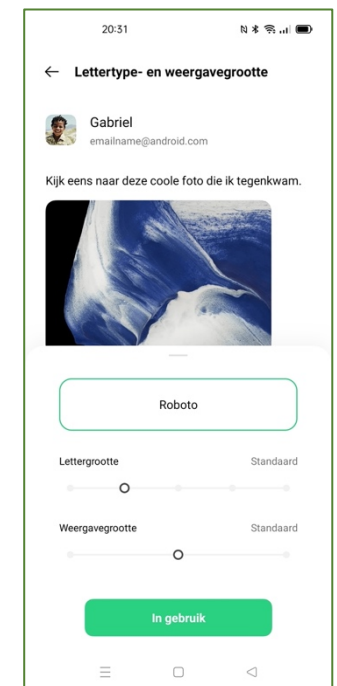 20:31
Lettertype- en weergavegrootte
Gabriel
emailname@android.com
Kijk eens naar deze coole foto die ik tegenkwam.
Roboto
Lettergrootte Standaard
Weergavegrootte Standaard
In gebruik